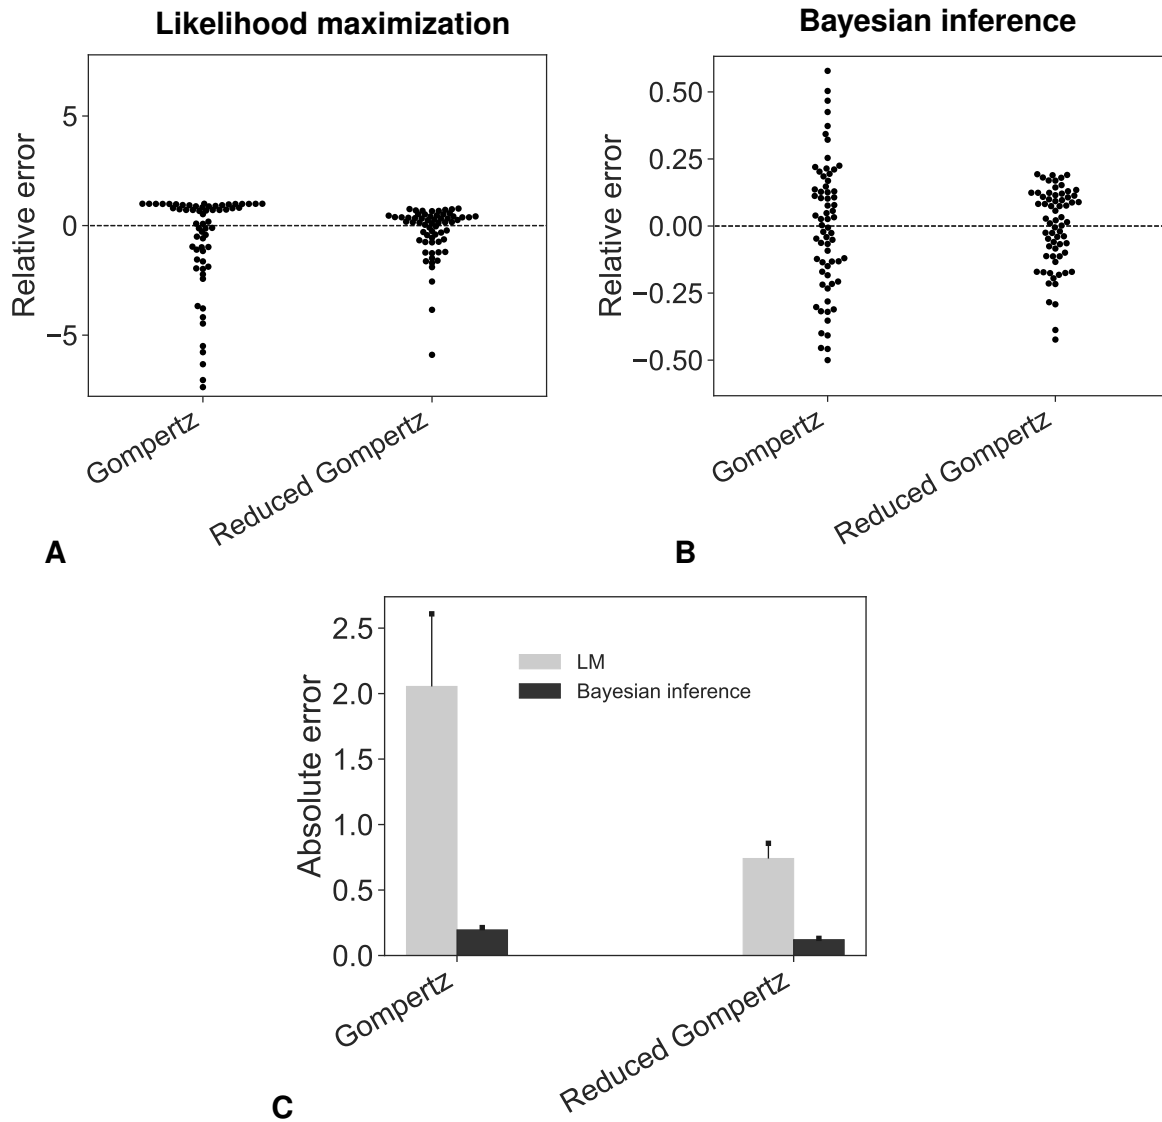 Likelihood maximization
Relative error
5
0
−5
Gompertz
Reduced Gompertz
A
Bayesian inference
Relative error
0.50
0.25
0.00
−0.25
−0.50
Gompertz
Reduced Gompertz
B
Absolute error
2.5
2.0
1.5
1.0
0.5
0.0
LM
Bayesian inference
Gompertz
Reduced Gompertz
C